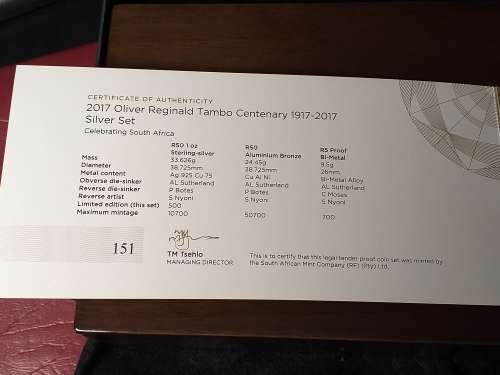 CERTIFICATE OF AUTHENTICITY
2017 Oliver Reginald Tambo Centenary 1917-2017
Silver Set
Celebrating South Africa
R50 1 oz R50 R5 Proof
Sterling-silver Aluminium Bronze Bi-Metal
Mass 33.626g 24.45g 9.5g
Diameter 38.725mm 38.725mm 26mm
Metal content Ag 925 Cu 75 Cu Al Ni Bi-Metal Alloy
Obverse die-sinker AL Sutherland AL Sutherland AL Sutherland
Reverse die-sinker P Botes P Botes C Moses
Reverse artist S Nyoni S Nyoni S Nyoni
Limited edition (this set) 500
Maximum mintage 10700 50700 700
151
TM Tsehlo
MANAGING DIRECTOR
This is to certify that this legal tender proof coin set was minted by
the South African Mint Company (RF) (Pty) Ltd.